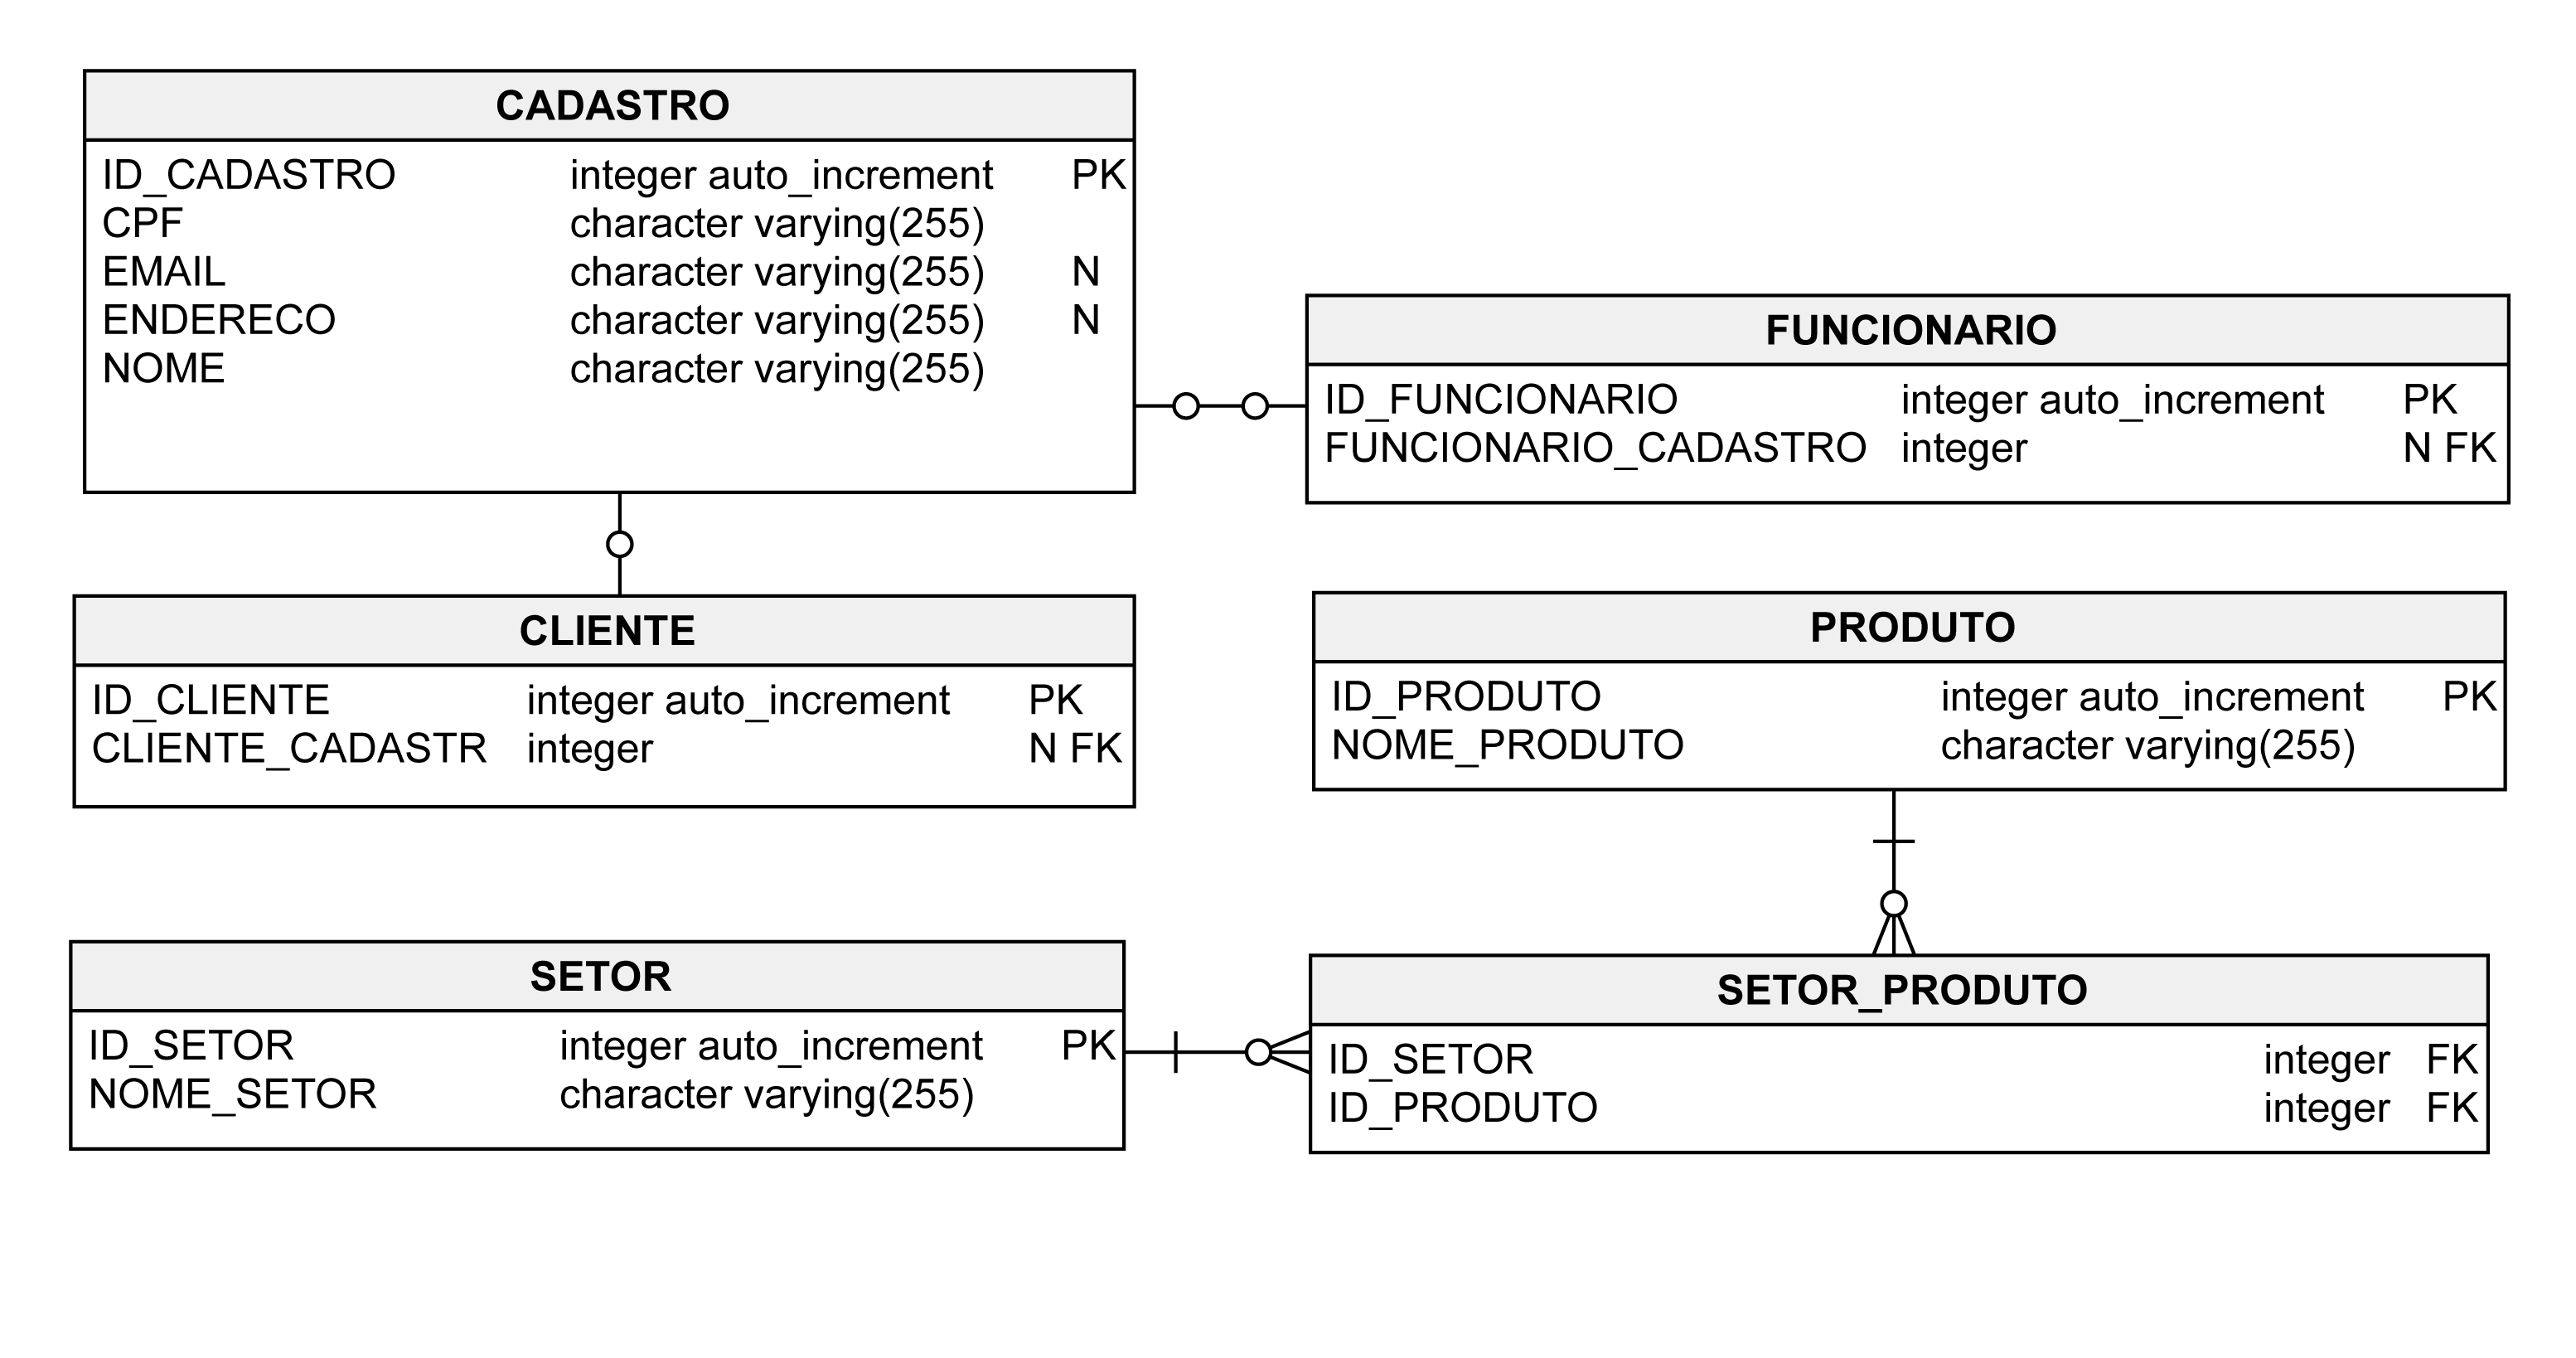 CADASTRO
ID_CADASTRO integer auto_increment PK
CPF character varying(255)
EMAIL character varying(255) N
ENDERECO character varying(255) N
NOME character varying(255)
FUNCIONARIO
ID_FUNCIONARIO integer auto_increment PK
FUNCIONARIO_CADASTRO integer N FK
CLIENTE
ID_CLIENTE integer auto_increment PK
CLIENTE_CADASTR integer N FK
PRODUTO
ID_PRODUTO integer auto_increment PK
NOME_PRODUTO character varying(255)
SETOR
ID_SETOR integer auto_increment PK
NOME_SETOR character varying(255)
SETOR_PRODUTO
ID_SETOR integer FK
ID_PRODUTO integer FK